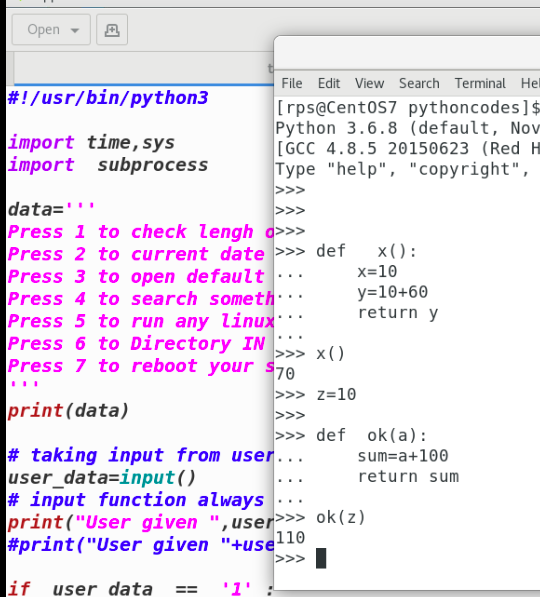 Open
#!/usr/bin/python3
import time,sys
import  subprocess
data='''
Press 1 to check lengh
Press 2 to current date
Press 3 to open default
Press 4 to search someth
Press 5 to run any linux
Press 6 to Directory IN
Press 7 to reboot your s
'''
print(data)
# taking input from user
user_data=input()
# input function always
print("User given ",user
#print("User given "+use
if  user_data  ==  '1' :
File Edit View Search Terminal Hel
[rps@CentOS7 pythoncodes]$
Python 3.6.8 (default, Nov
[GCC 4.8.5 20150623 (Red H
Type "help", "copyright",
>>>
>>>
>>>
>>> def   x():
...     x=10
...     y=10+60
...     return y
...
>>> x()
70
>>> z=10
>>>
>>> def  ok(a):
...     sum=a+100
...     return sum
...
>>> ok(z)
110
>>>